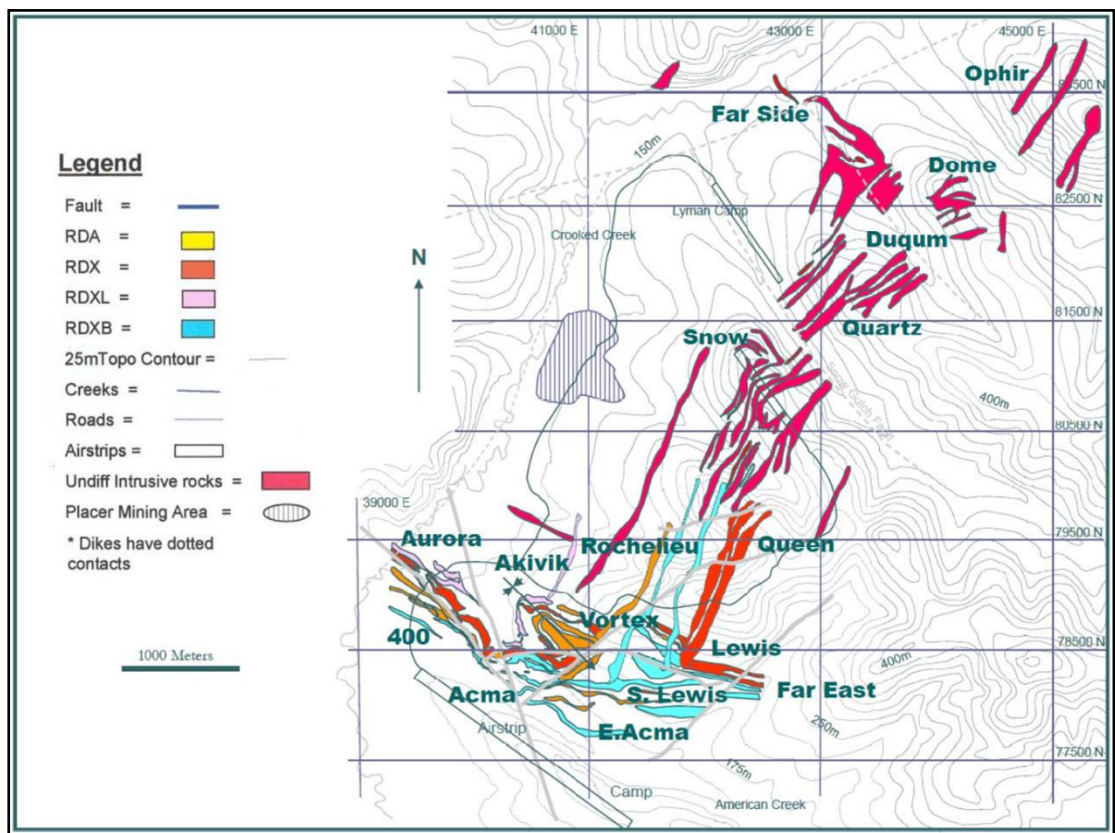 41000 E
43000 E
45000 E
Ophir
Far Side
150m
Legend
Dome
Fault =
82500 N
RDA =
Lyman Camp
Crooked Creek
Duqum
RDX =
N
RDXL =
RDXB =
81500 N
Quartz
25mTopo Contour =
Snow
Creeks =
400m
Roads =
Airstrips =
80500 N
Undiff Intrusive rocks =
39000 E
Placer Mining Area =
79500 N
* Dikes have dotted
contacts
Aurora
Rochelieu
Queen
Akivik
Vortex
400
Lewis
78500 N
1000 Meters
400m
Acma
S. Lewis
Far East
Airstrip
E.Acma
250m
77500 N
175m
Camp
American Creek